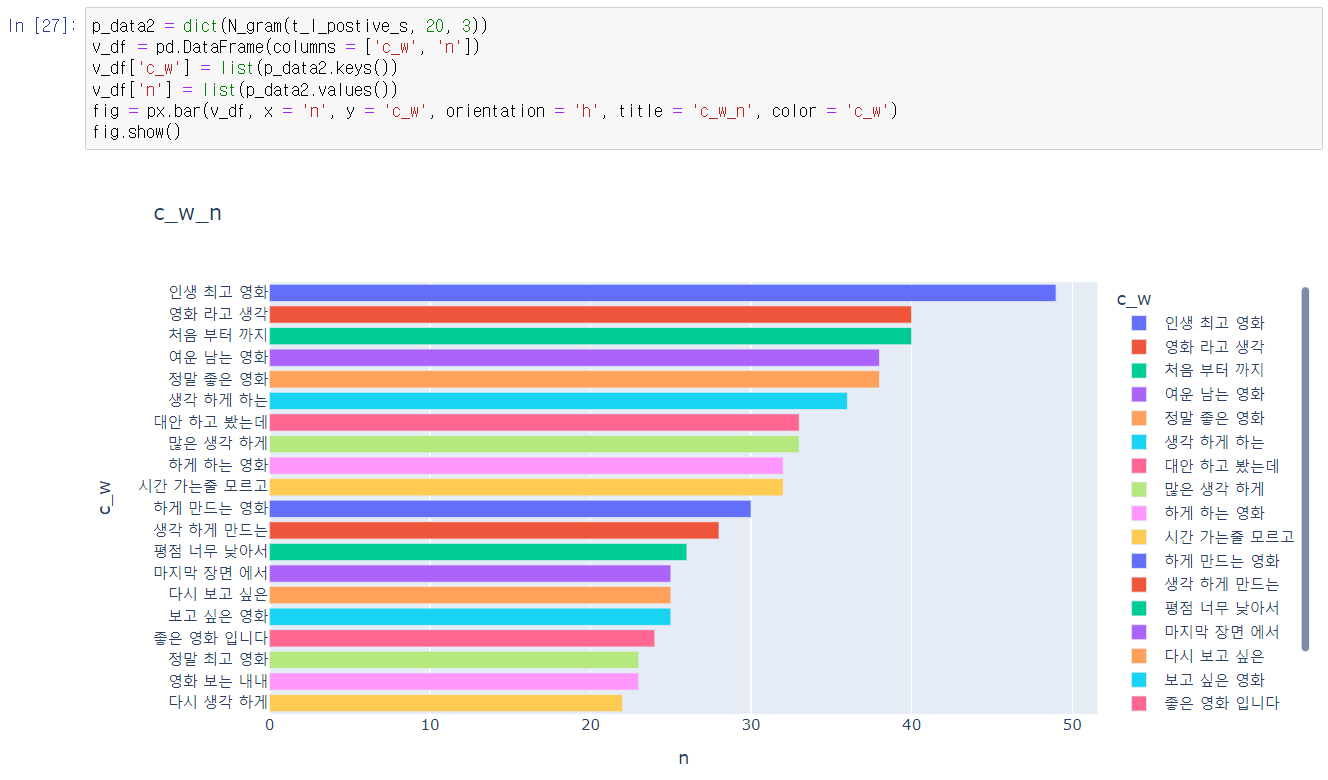 In [27]:
p_data2 = dict(N_gram(t_l_postive_s, 20, 3))
v_df = pd.DataFrame(columns = ['c_w', 'n'])
v_df['c_w'] = list(p_data2.keys())
v_df['n'] = list(p_data2.values())
fig = px.bar(v_df, x = 'n', y = 'c_w', orientation = 'h', title = 'c_w_n', color = 'c_w')
fig.show()
c_w_n
인생 최고 영화
영화 라고 생각
처음 부터 까지
여운 남는 영화
정말 좋은 영화
생각 하게 하는
대안 하고 봤는데
많은 생각 하게
하게 하는 영화
시간 가는줄 모르고
하게 만드는 영화
생각 하게 만드는
평점 너무 낮아서
마지막 장면 에서
다시 보고 싶은
보고 싶은 영화
좋은 영화 입니다
정말 최고 영화
영화 보는 내내
다시 생각 하게
c_w
0 10 20 30 40 50
n
c_w
인생 최고 영화
영화 라고 생각
처음 부터 까지
여운 남는 영화
정말 좋은 영화
생각 하게 하는
대안 하고 봤는데
많은 생각 하게
하게 하는 영화
시간 가는줄 모르고
하게 만드는 영화
생각 하게 만드는
평점 너무 낮아서
마지막 장면 에서
다시 보고 싶은
보고 싶은 영화
좋은 영화 입니다